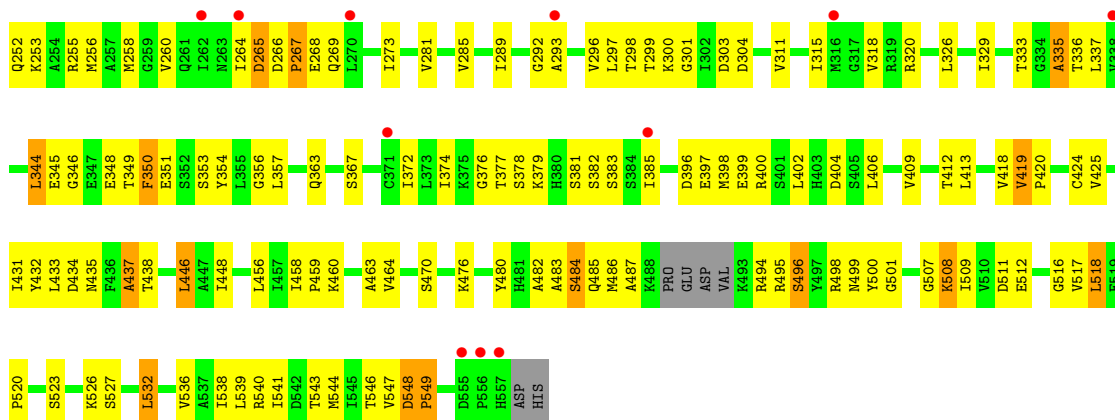 Q252 K253 A254 R255 M256 A257 M258 G259 V260 Q261 I262 N263 I264 D265 D266 P267 E268 Q269 L270 I273 V281 V285 I289 G292 A293 V296 L297 T298 T299 K300 G301 I302 D303 D304 V311 I315 M316 G317 V318 R319 R320 L326 I329 T333 G334 A335 T336 L337 V338
L344 E345 G346 E347 E348 T349 F350 E351 S352 S353 Y354 L355 G356 L357 Q363 S367 C371 I372 L373 I374 K375 G376 T377 S378 K379 H380 S381 S382 S383 S384 I385 D396 E397 M398 E399 R400 S401 L402 H403 D404 S405 L406 V409 T412 L413 V418 V419 P420 C424 V425
I431 Y432 L433 D434 N435 F436 A437 T438 L446 A447 I448 L456 I457 I458 P459 K460 A463 V464 S470 K476 Y480 H481 A482 A483 S484 Q485 M486 A487 K488 PRO GLU ASP VAL K493 R494 R495 S496 Y497 R498 N499 Y500 G501 G507 K508 I509 V510 D511 E512 G516 V517 L518 E519
P520 S523 K526 S527 L532 V536 A537 I538 L539 R540 I541 D542 T543 M544 I545 T546 V547 D548 P549 D555 P556 H557 ASP HIS